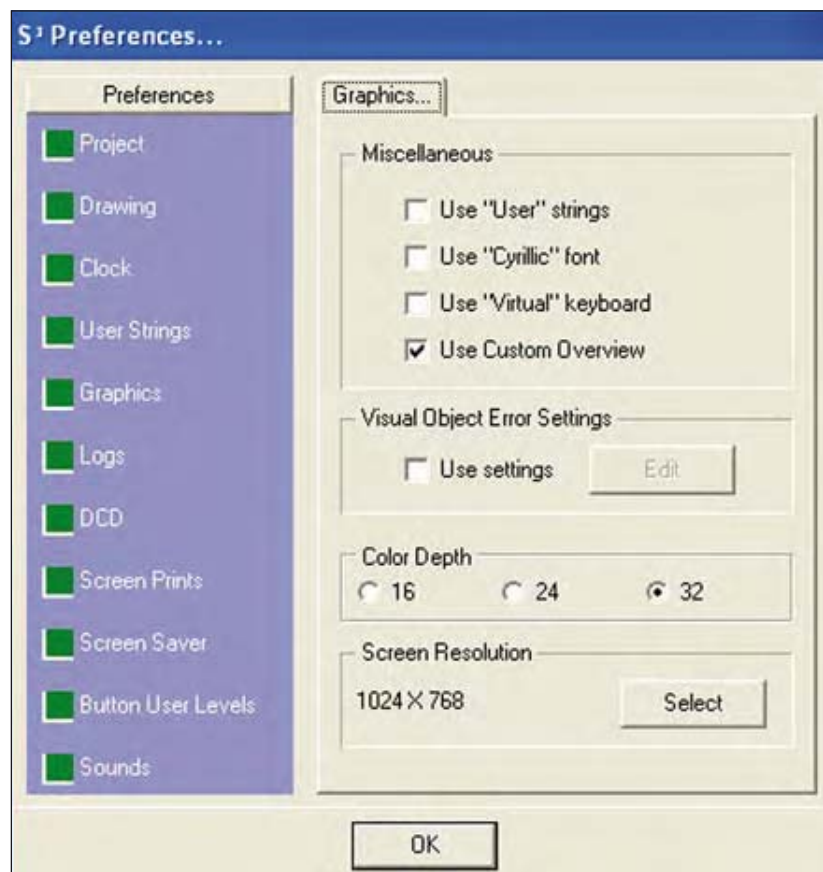 S³ Preferences...
Preferences
Project
Drawing
Clock
User Strings
Graphics
Logs
DCD
Screen Prints
Screen Saver
Button User Levels
Sounds
Graphics...
Miscellaneous
Use "User" strings
Use "Cyrillic" font
Use "Virtual" keyboard
Use Custom Overview
Visual Object Error Settings
Use settings
Edit
Color Depth
16 24 32
Screen Resolution
1024 X 768
Select
OK